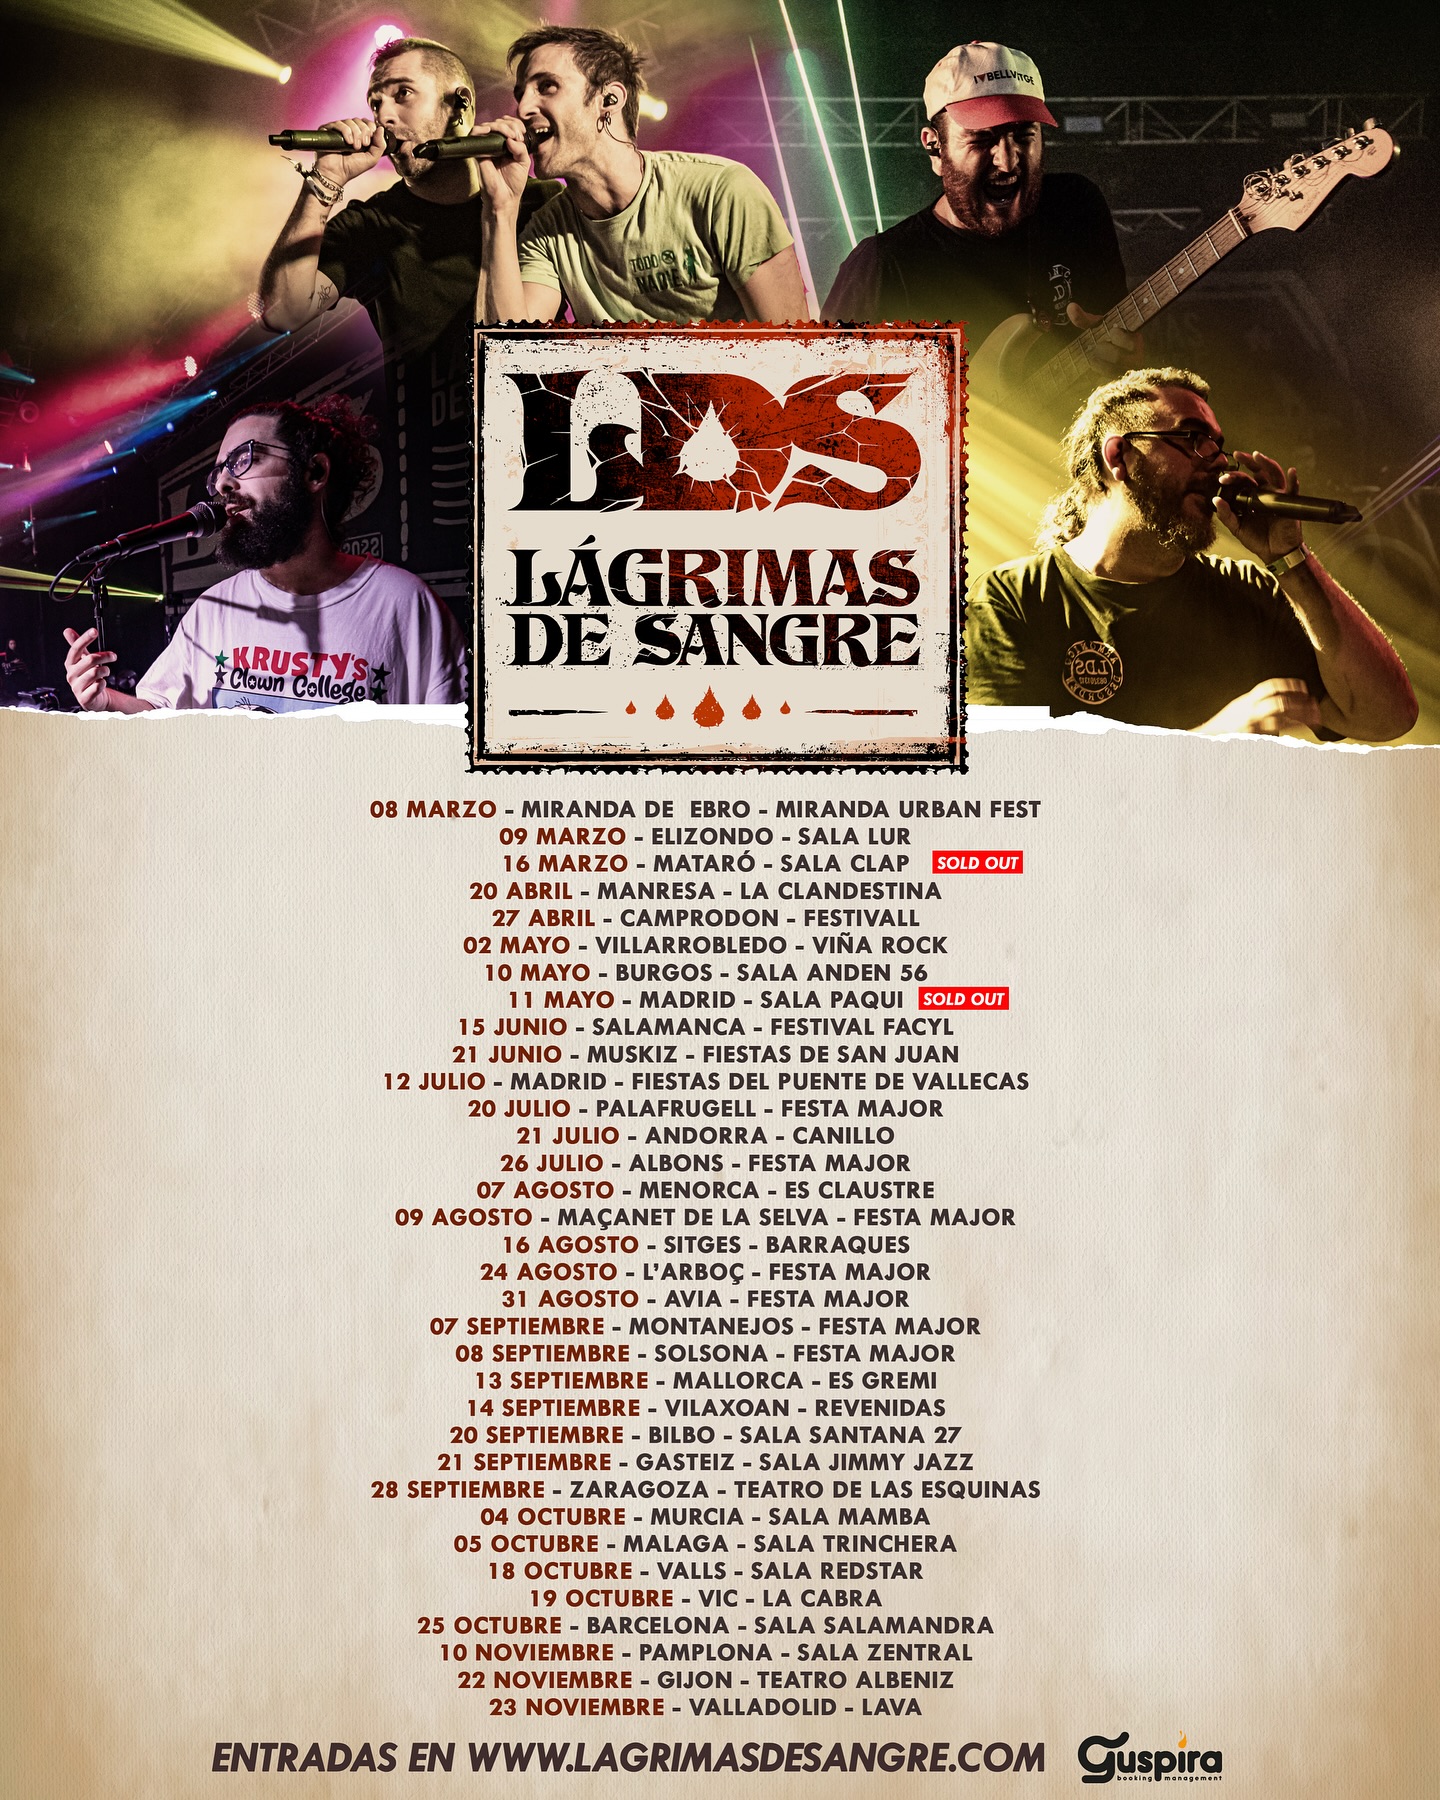 I♥BELLVITGE
TODO
NADIE
KRUSTY'S
Clown College
LDS
LDS
LÁGRIMAS
DE SANGRE
08 MARZO - MIRANDA DE EBRO - MIRANDA URBAN FEST
09 MARZO - ELIZONDO - SALA LUR
16 MARZO - MATARÓ - SALA CLAP SOLD OUT
20 ABRIL - MANRESA - LA CLANDESTINA
27 ABRIL - CAMPRODON - FESTIVALL
02 MAYO - VILLARROBLEDO - VIÑA ROCK
10 MAYO - BURGOS - SALA ANDEN 56
11 MAYO - MADRID - SALA PAQUI SOLD OUT
15 JUNIO - SALAMANCA - FESTIVAL FACYL
21 JUNIO - MUSKIZ - FIESTAS DE SAN JUAN
12 JULIO - MADRID - FIESTAS DEL PUENTE DE VALLECAS
20 JULIO - PALAFRUGELL - FESTA MAJOR
21 JULIO - ANDORRA - CANILLO
26 JULIO - ALBONS - FESTA MAJOR
07 AGOSTO - MENORCA - ES CLAUSTRE
09 AGOSTO - MAÇANET DE LA SELVA - FESTA MAJOR
16 AGOSTO - SITGES - BARRAQUES
24 AGOSTO - L'ARBOÇ - FESTA MAJOR
31 AGOSTO - AVIA - FESTA MAJOR
07 SEPTIEMBRE - MONTANEJOS - FESTA MAJOR
08 SEPTIEMBRE - SOLSONA - FESTA MAJOR
13 SEPTIEMBRE - MALLORCA - ES GREMI
14 SEPTIEMBRE - VILAXOAN - REVENIDAS
20 SEPTIEMBRE - BILBO - SALA SANTANA 27
21 SEPTIEMBRE - GASTEIZ - SALA JIMMY JAZZ
28 SEPTIEMBRE - ZARAGOZA - TEATRO DE LAS ESQUINAS
04 OCTUBRE - MURCIA - SALA MAMBA
05 OCTUBRE - MALAGA - SALA TRINCHERA
18 OCTUBRE - VALLS - SALA REDSTAR
19 OCTUBRE - VIC - LA CABRA
25 OCTUBRE - BARCELONA - SALA SALAMANDRA
10 NOVIEMBRE - PAMPLONA - SALA ZENTRAL
22 NOVIEMBRE - GIJON - TEATRO ALBENIZ
23 NOVIEMBRE - VALLADOLID - LAVA
ENTRADAS EN WWW.LAGRIMASDESANGRE.COM
Guspira
booking management